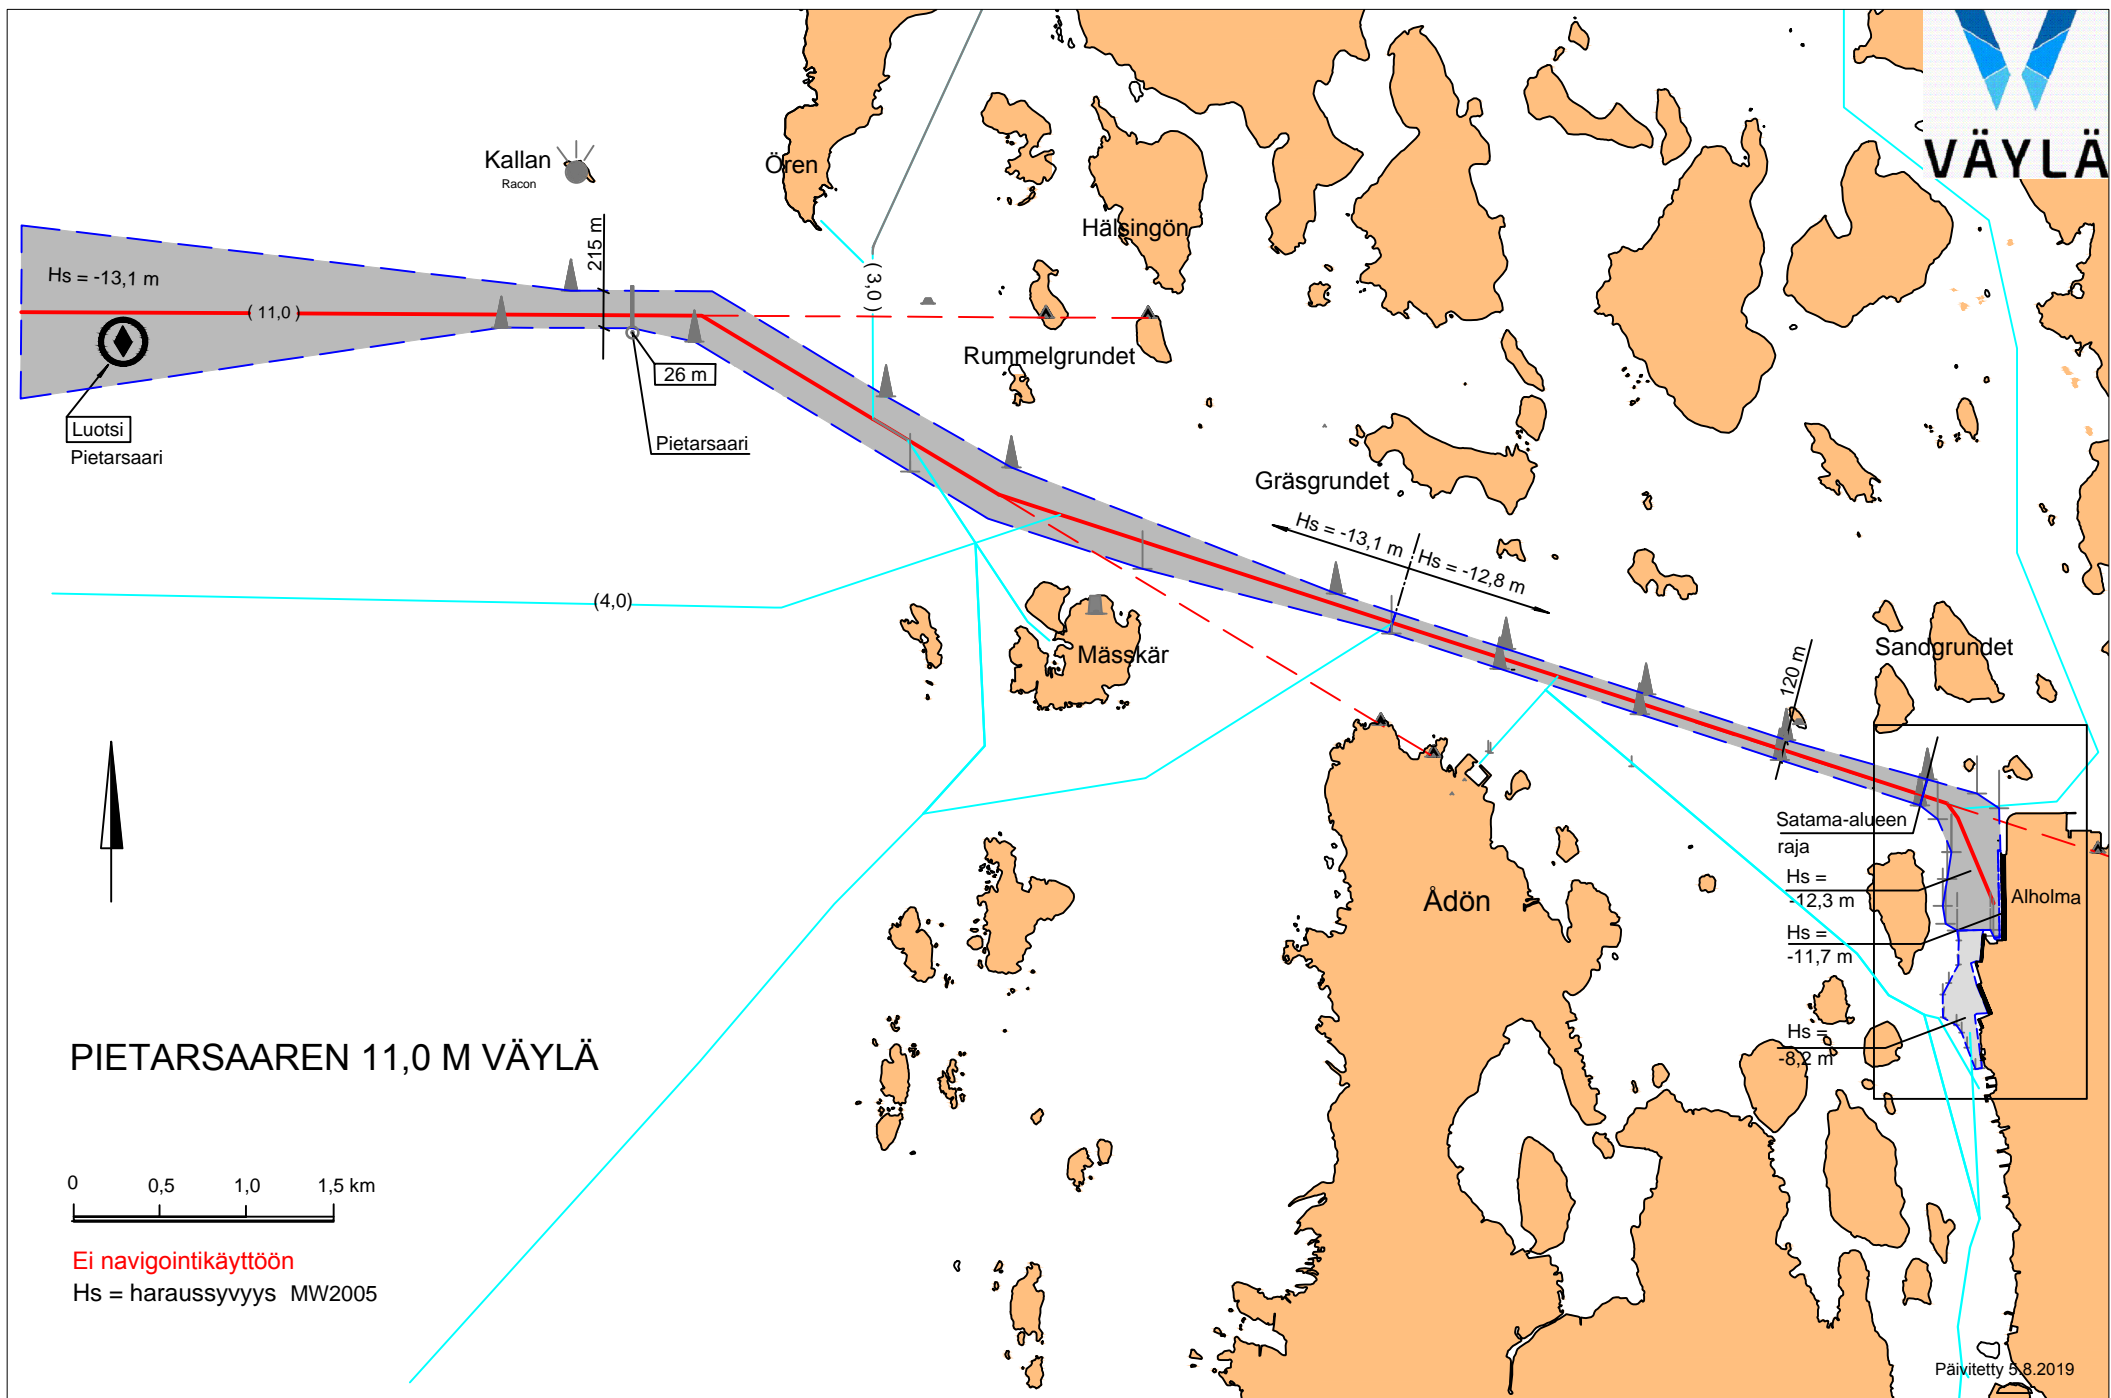 VÄYLÄ
Kallan
Racon
Ören
Hälsingön
215 m
Hs = -13,1 m
( 11,0 )
( 3,0 )
Rummelgrundet
26 m
Luotsi
Pietarsaari
Pietarsaari
Gräsgrundet
Hs = -13,1 m
Hs = -12,8 m
(4,0)
Mässkär
Sandgrundet
120 m
Satama-alueen
raja
Hs =
-12,3 m
Alholma
Ådön
Hs =
-11,7 m
Hs =
-8,2 m
PIETARSAAREN 11,0 M VÄYLÄ
0 0,5 1,0 1,5 km
Ei navigointikäyttöön
Hs = haraussyvyys MW2005
Päivitetty 5.8.2019